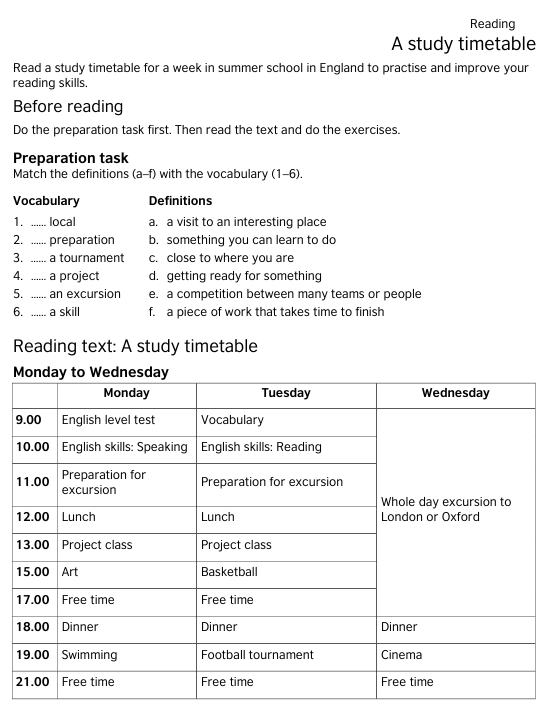 Reading
A study timetable
Read a study timetable for a week in summer school in England to practise and improve your
reading skills.
Before reading
Do the preparation task first. Then read the text and do the exercises.
Preparation task
Match the definitions (a–f) with the vocabulary (1–6).
Vocabulary Definitions
1. ...... local a. a visit to an interesting place
2. ...... preparation b. something you can learn to do
3. ...... a tournament c. close to where you are
4. ...... a project d. getting ready for something
5. ...... an excursion e. a competition between many teams or people
6. ...... a skill f. a piece of work that takes time to finish
Reading text: A study timetable
Monday to Wednesday
Monday Tuesday Wednesday
9.00 English level test Vocabulary
10.00 English skills: Speaking English skills: Reading
11.00 Preparation for
excursion Preparation for excursion
Whole day excursion to
London or Oxford
12.00 Lunch Lunch
13.00 Project class Project class
15.00 Art Basketball
17.00 Free time Free time
18.00 Dinner Dinner Dinner
19.00 Swimming Football tournament Cinema
21.00 Free time Free time Free time